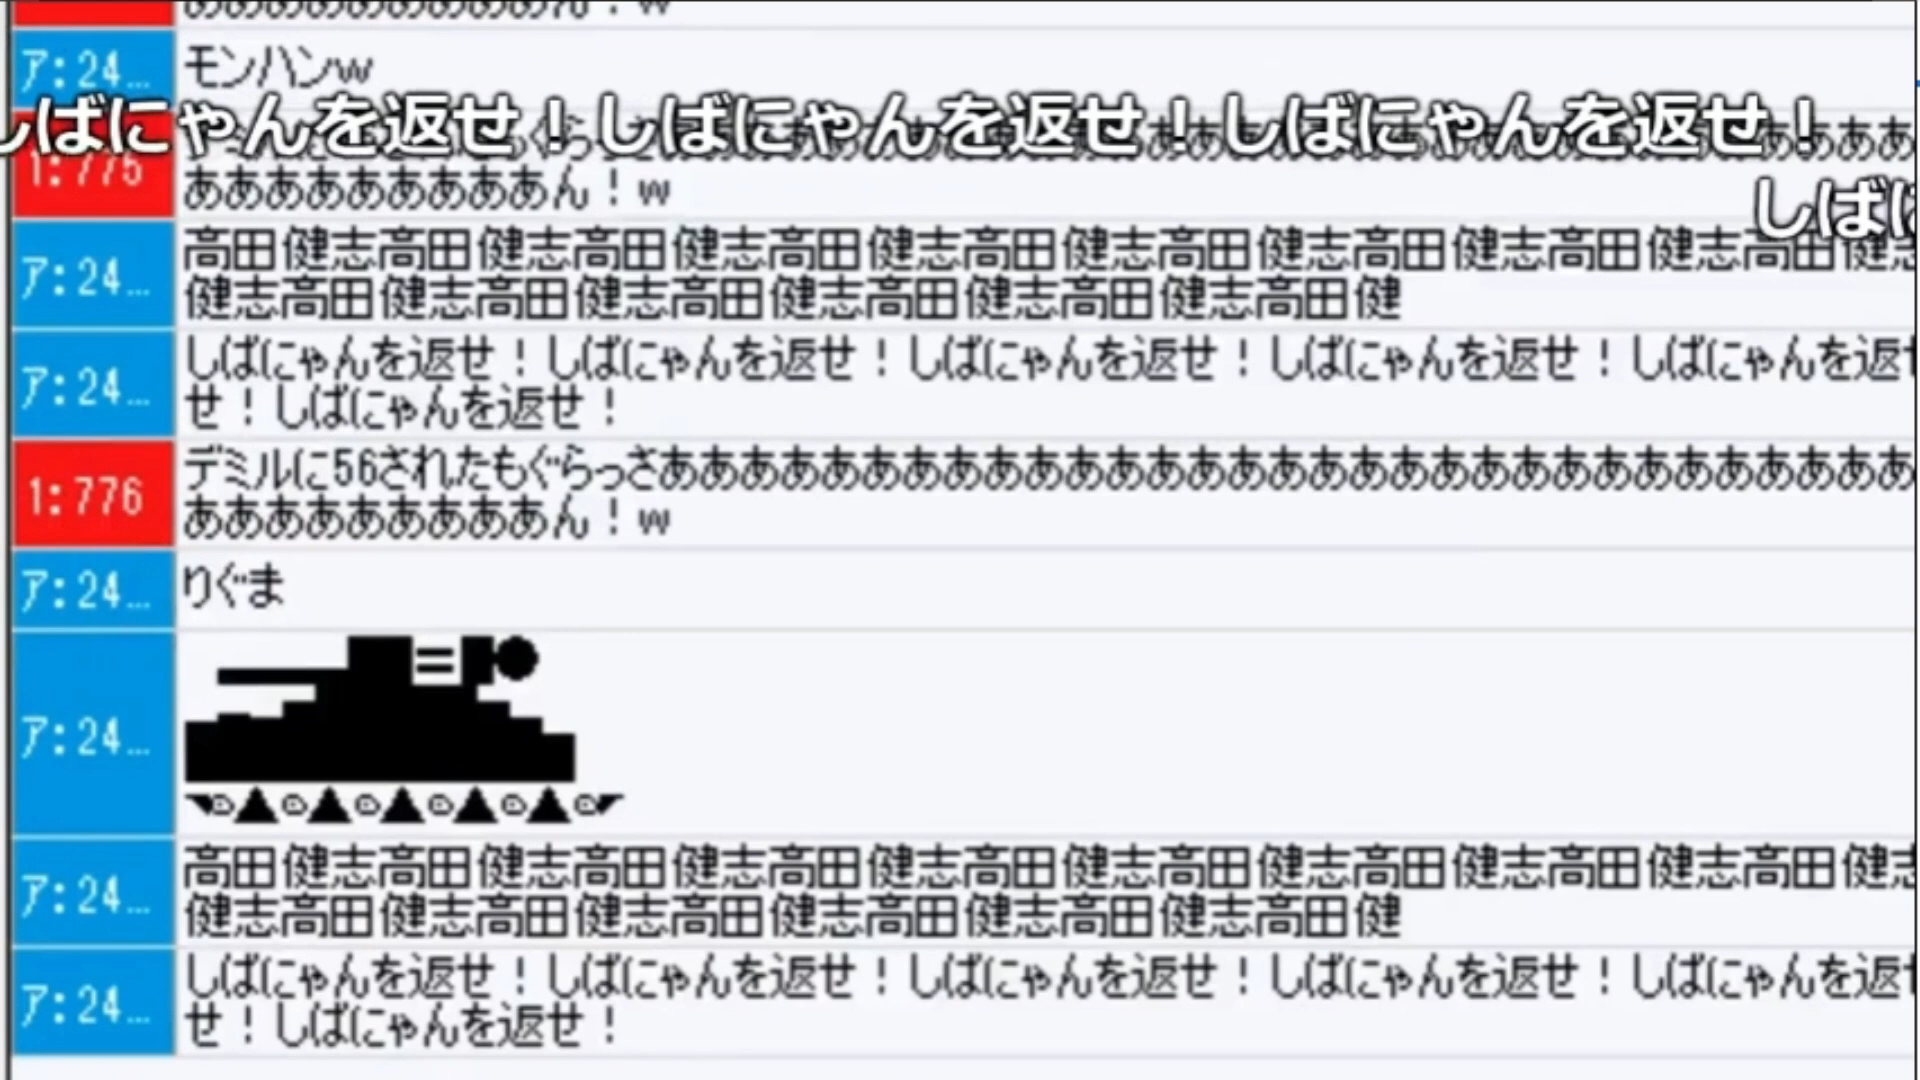 ああああああああああん！w
ア:24… モンハンw
しばにゃんを返せ！しばにゃんを返せ！しばにゃんを返せ！
1:775
ああああああああああん！w
しばに
ア:24… 高田健志高田健志高田健志高田健志高田健志高田健志高田健志高田健志高田健志
健志高田健志高田健志高田健志高田健志高田健志高田健
ア:24… しばにゃんを返せ！しばにゃんを返せ！しばにゃんを返せ！しばにゃんを返せ！しばにゃんを返
せ！しばにゃんを返せ！
1:776 デミルに56されたもぐらっさあああああああああああああああああああああああああああああああ
ああああああああああん！w
ア:24… りぐま
ア:24…
ア:24… 高田健志高田健志高田健志高田健志高田健志高田健志高田健志高田健志高田健志
健志高田健志高田健志高田健志高田健志高田健志高田健
ア:24… しばにゃんを返せ！しばにゃんを返せ！しばにゃんを返せ！しばにゃんを返せ！しばにゃんを返
せ！しばにゃんを返せ！